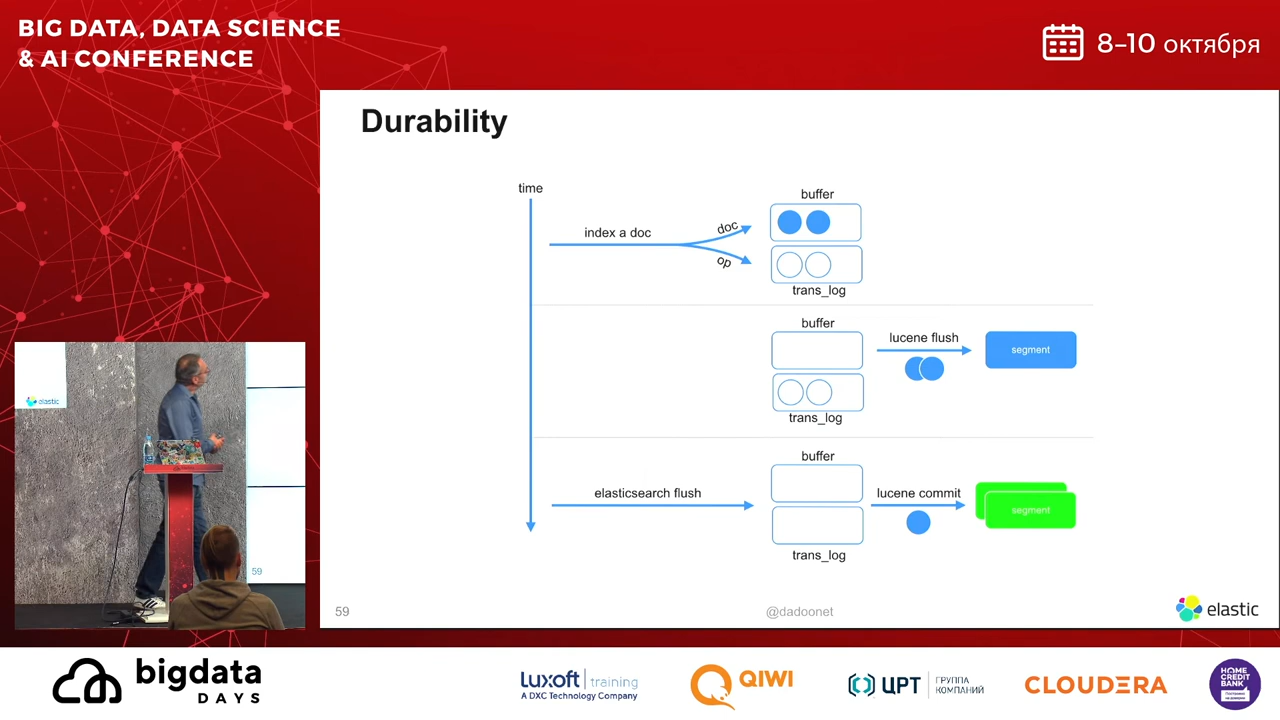 BIG DATA, DATA SCIENCE
& AI CONFERENCE
8–10 октября
Durability
time
buffer
index a doc
doc
op
trans_log
buffer
lucene flush
segment
trans_log
buffer
elasticsearch flush
lucene commit
segment
trans_log
59
@dadoonet
elastic
elastic
59
bigdata
DAYS
luxoft training
A DXC Technology Company
QIWI
ЦРТ ГРУППА
КОМПАНИЙ
CLOUDERA
HOME
CREDIT
BANK